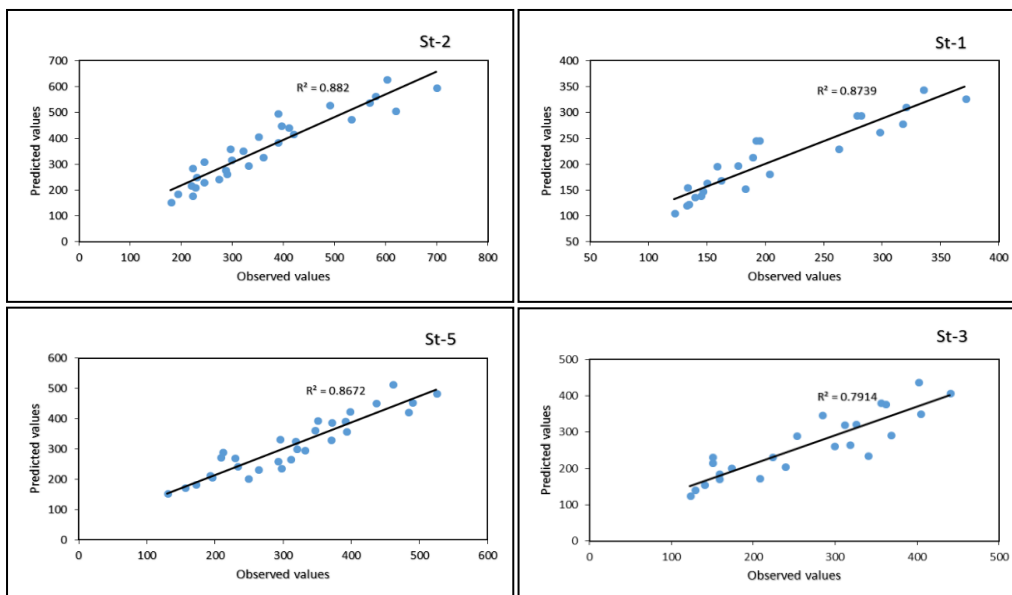 St-2
700
600
500
400
300
200
100
0
R² = 0.882
Predicted values
0 100 200 300 400 500 600 700 800
Observed values
St-1
400
350
300
250
200
150
100
50
R² = 0.8739
Predicted values
50 100 150 200 250 300 350 400
Observed values
St-5
600
500
400
300
200
100
0
R² = 0.8672
Predicted values
0 100 200 300 400 500 600
Observed values
St-3
500
400
300
200
100
0
R² = 0.7914
Predicted values
0 100 200 300 400 500
Observed values